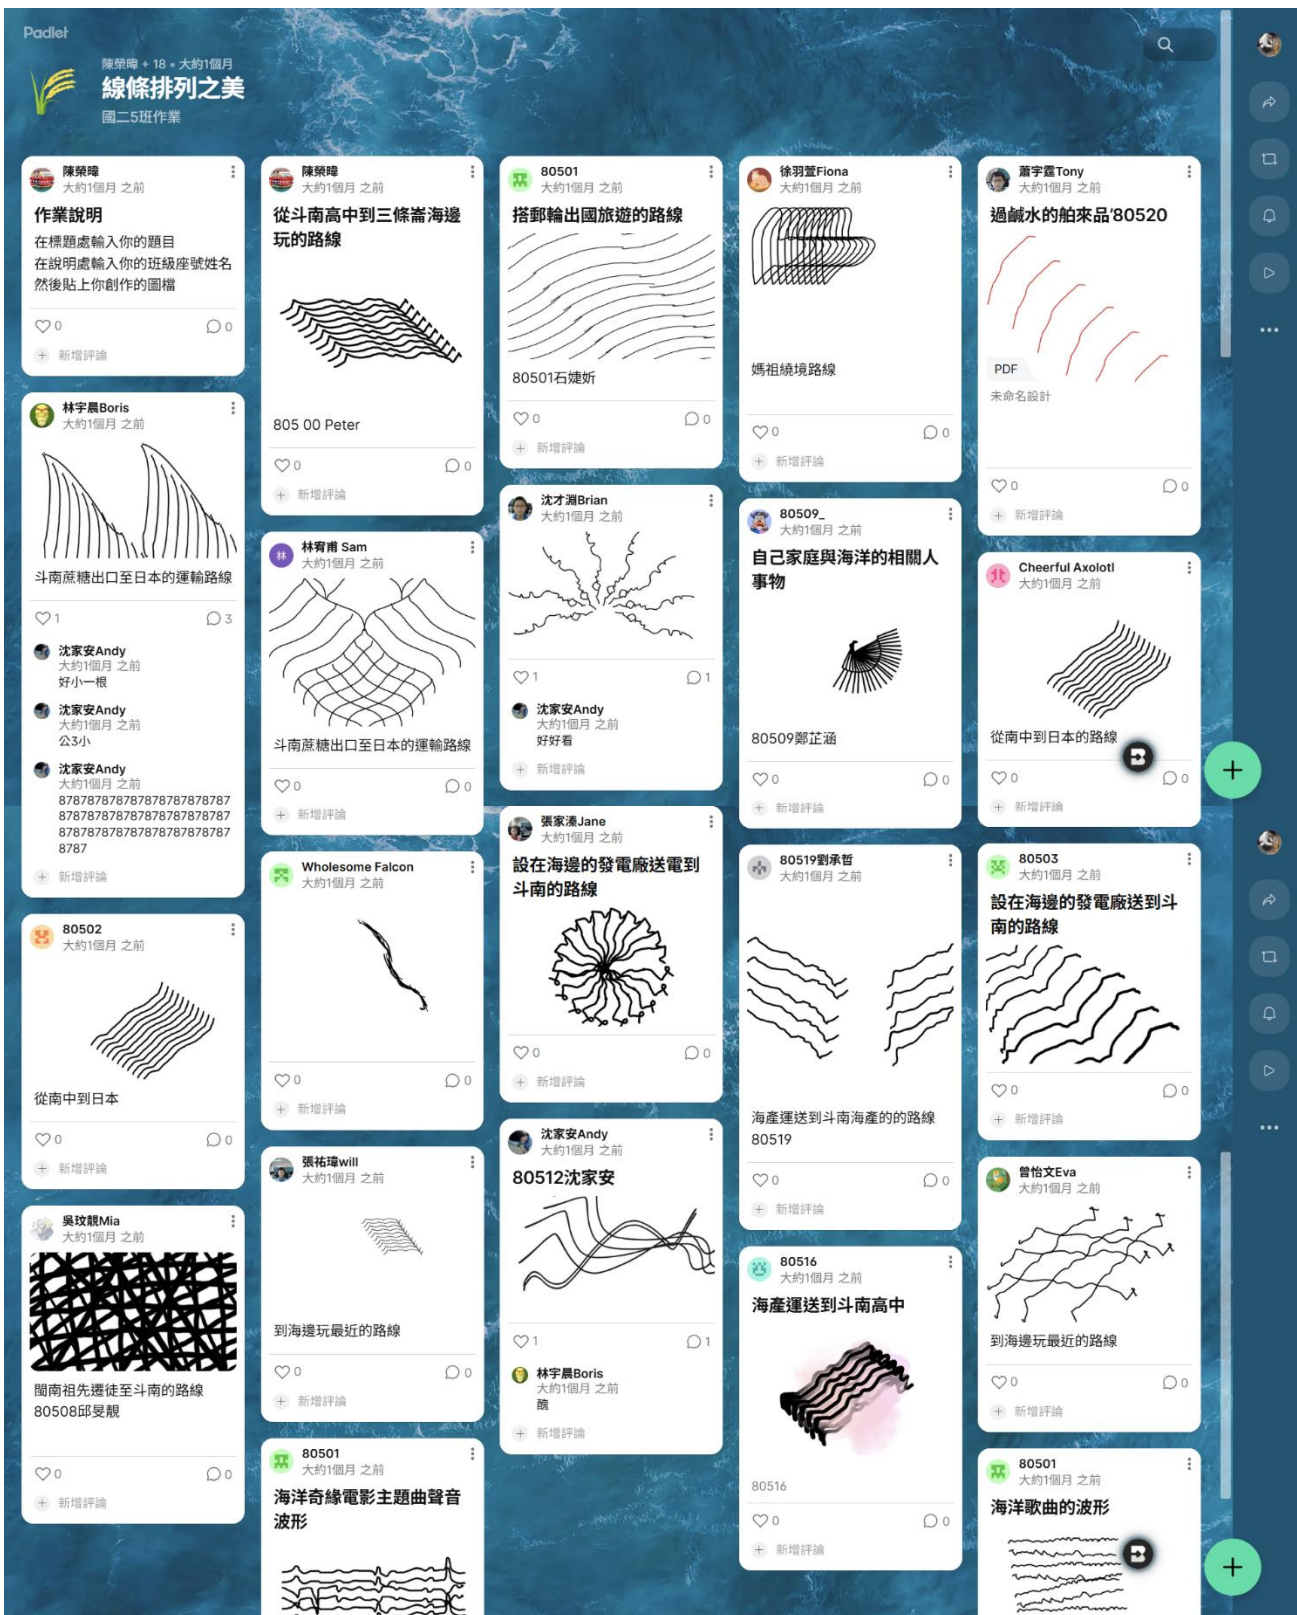 Padlet
陳榮暐 + 18 • 大約1個月
線條排列之美
國二5班作業
陳榮暐
大約1個月 之前
作業說明
在標題處輸入你的題目
在說明處輸入你的班級座號姓名
然後貼上你創作的圖檔
0
0
新增評論
林宇晨Boris
大約1個月 之前
斗南蔗糖出口至日本的運輸路線
1
3
沈家安Andy
大約1個月 之前
好小一根
沈家安Andy
大約1個月 之前
公3小
沈家安Andy
大約1個月 之前
8787878787878787878787
8787878787878787878787
8787878787878787878787
8787
新增評論
80502
大約1個月 之前
從南中到日本
0
0
新增評論
吳玟靚Mia
大約1個月 之前
閩南祖先遷徒至斗南的路線
80508邱旻靚
0
0
新增評論
陳榮暐
大約1個月 之前
從斗南高中到三條崙海邊
玩的路線
805 00 Peter
0
0
新增評論
林
林宥甫 Sam
大約1個月 之前
斗南蔗糖出口至日本的運輸路線
0
0
新增評論
Wholesome Falcon
大約1個月 之前
0
0
新增評論
張祐瑋will
大約1個月 之前
到海邊玩最近的路線
0
0
新增評論
80501
大約1個月 之前
海洋奇緣電影主題曲聲音
波形
80501
大約1個月 之前
搭郵輪出國旅遊的路線
80501石婕妡
0
0
新增評論
沈才淵Brian
大約1個月 之前
1
1
沈家安Andy
大約1個月 之前
好好看
新增評論
張家溱Jane
大約1個月 之前
設在海邊的發電廠送電到
斗南的路線
0
0
新增評論
沈家安Andy
大約1個月 之前
80512沈家安
1
1
林宇晨Boris
大約1個月 之前
醜
新增評論
徐羽萱Fiona
大約1個月 之前
媽祖繞境路線
0
0
新增評論
80509_
大約1個月 之前
自己家庭與海洋的相關人
事物
80509鄭芷涵
0
0
新增評論
80519劉承哲
大約1個月 之前
海產運送到斗南海產的的路線
80519
0
0
新增評論
80516
大約1個月 之前
海產運送到斗南高中
80516
0
0
新增評論
蕭宇霆Tony
大約1個月 之前
過鹹水的舶來品'80520
PDF
未命名設計
0
0
新增評論
Cheerful Axolotl
大約1個月 之前
從南中到日本的路線
0
0
新增評論
80503
大約1個月 之前
設在海邊的發電廠送到斗
南的路線
0
0
新增評論
曾怡文Eva
大約1個月 之前
到海邊玩最近的路線
0
0
新增評論
80501
大約1個月 之前
海洋歌曲的波形